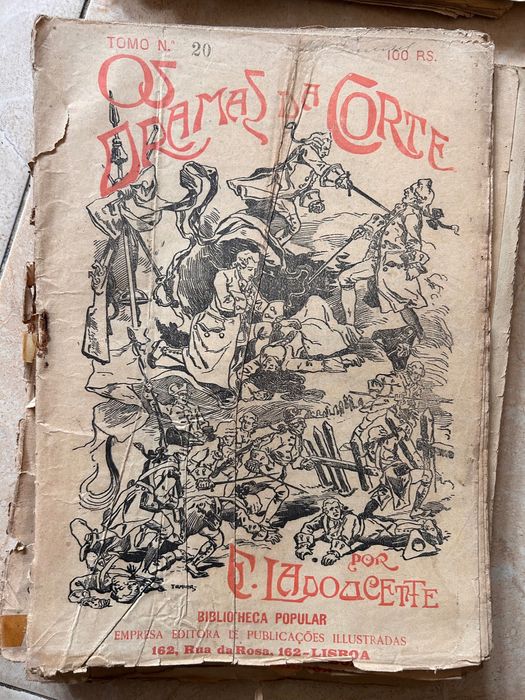 TOMO N.º 20
100 RS.
OS
DRAMAS DA CORTE
POR
E. LADOUCETTE
BIBLIOTHECA POPULAR
EMPRESA EDITORA DE PUBLICAÇÕES ILLUSTRADAS
162, Rua da Rosa, 162-LISBOA